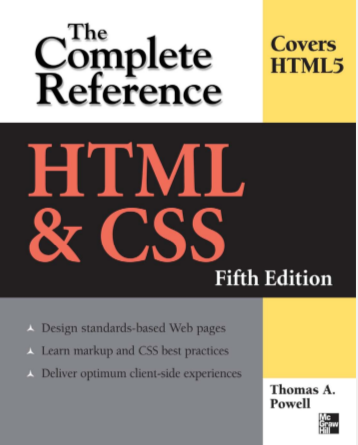 The
Complete
Reference
Covers
HTML5
HTML
& CSS
Fifth Edition
Design standards-based Web pages
Learn markup and CSS best practices
Deliver optimum client-side experiences
Thomas A.
Powell
Mc
Graw
Hill